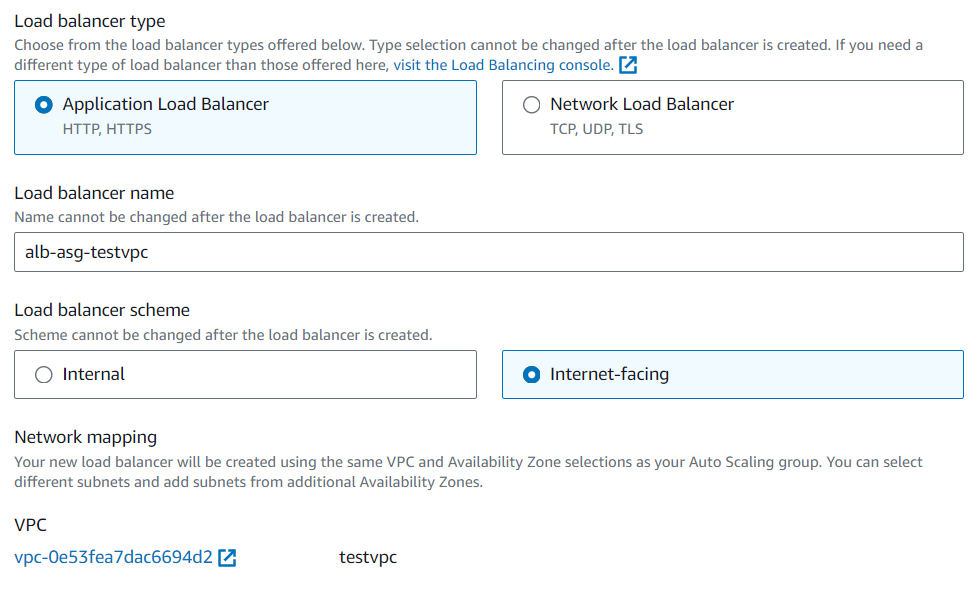 Load balancer type
Choose from the load balancer types offered below. Type selection cannot be changed after the load balancer is created. If you need a
different type of load balancer than those offered here, visit the Load Balancing console.
Application Load Balancer
HTTP, HTTPS
Network Load Balancer
TCP, UDP, TLS
Load balancer name
Name cannot be changed after the load balancer is created.
alb-asg-testvpc
Load balancer scheme
Scheme cannot be changed after the load balancer is created.
Internal
Internet-facing
Network mapping
Your new load balancer will be created using the same VPC and Availability Zone selections as your Auto Scaling group. You can select
different subnets and add subnets from additional Availability Zones.
VPC
vpc-0e53fea7dac6694d2
testvpc